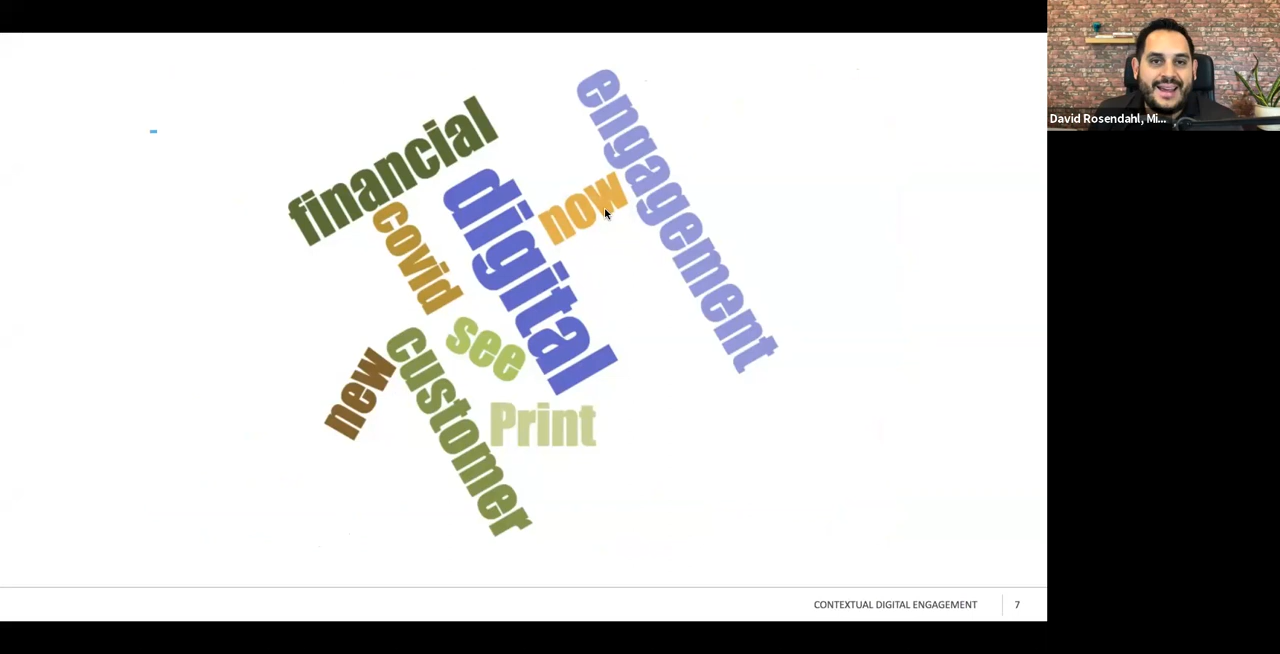 engagement
financial
digital
now
covid
see
customer
new
Print
David Rosendahl, Mi...
CONTEXTUAL DIGITAL ENGAGEMENT
7